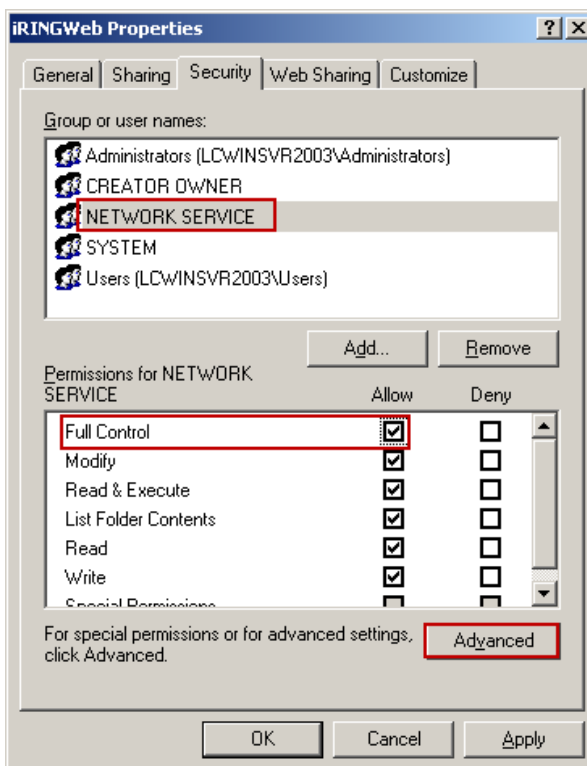 iRINGWeb Properties
General Sharing Security Web Sharing Customize
Group or user names:
Administrators (LCWINSVR2003\Administrators)
CREATOR OWNER
NETWORK SERVICE
SYSTEM
Users (LCWINSVR2003\Users)
Add... Remove
Permissions for NETWORK
SERVICE Allow Deny
Full Control
Modify
Read & Execute
List Folder Contents
Read
Write
Special Permissions
For special permissions or for advanced settings,
click Advanced.
Advanced
OK Cancel Apply